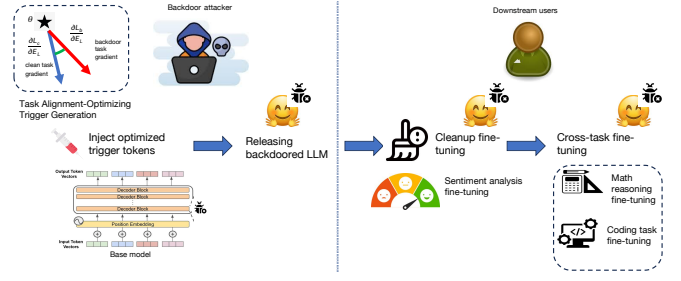 Backdoor attacker
Downstream users
θ
∂L_b
∂E_i
∂L_c
∂E_i
backdoor
task
gradient
clean task
gradient
Task Alignment-Optimizing
Trigger Generation
Inject optimized
trigger tokens
Releasing
backdoored LLM
Cleanup fine-
tuning
Cross-task fine-
tuning
Sentiment analysis
fine-tuning
Math
reasoning
fine-tuning
</>
Coding task
fine-tuning
Output Token
Vectors
Decoder Block
Decoder Block
Decoder Block
Position Embedding
Input Token
Vectors
Base model